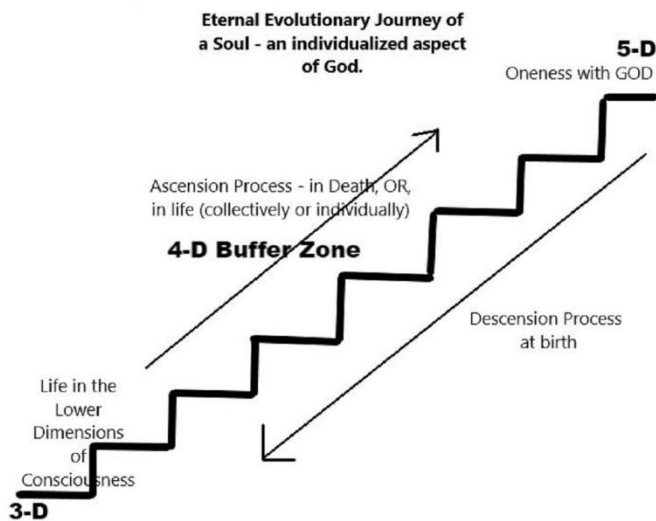 Eternal Evolutionary Journey of
a Soul - an individualized aspect
of God.
5-D
Oneness with GOD
Ascension Process - in Death, OR,
in life (collectively or individually)
4-D Buffer Zone
Descension Process
at birth
Life in the
Lower
Dimensions
of
Consciousness
3-D